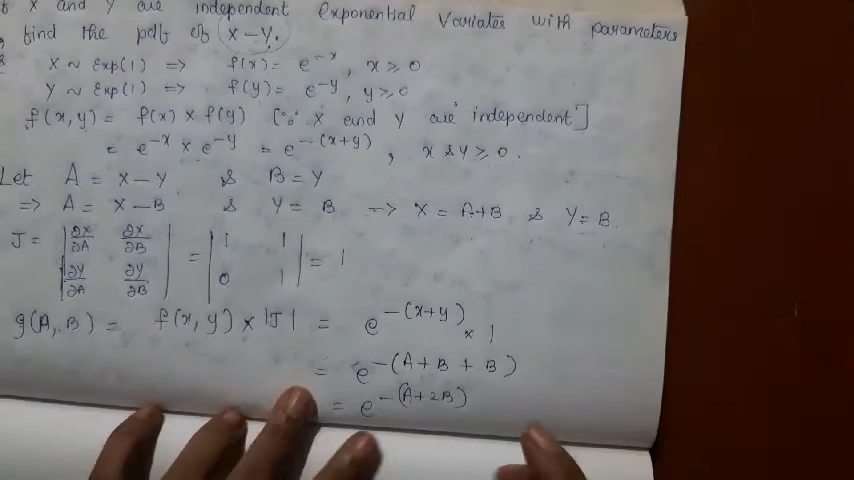 X and Y are independent Exponential Variates with parameters
find the pdf of X - Y.
X ~ Exp(1) => f(x) = e^-x, x ≥ 0
Y ~ Exp(1) => f(y) = e^-y, y ≥ 0
f(x, y) = f(x) × f(y) [∵ X and Y are independent]
= e^-x × e^-y = e^-(x+y), x & y ≥ 0.
Let A = X - Y & B = Y
=> A = X - B & Y = B => X = A+B & Y = B.
J = | ∂X/∂A ∂X/∂B | = | 1 1 | = 1
| ∂Y/∂A ∂Y/∂B | | 0 1 |
g(A, B) = f(x, y) × |J| = e^-(x+y) × 1
= e^-(A + B + B)
= e^-(A+2B)